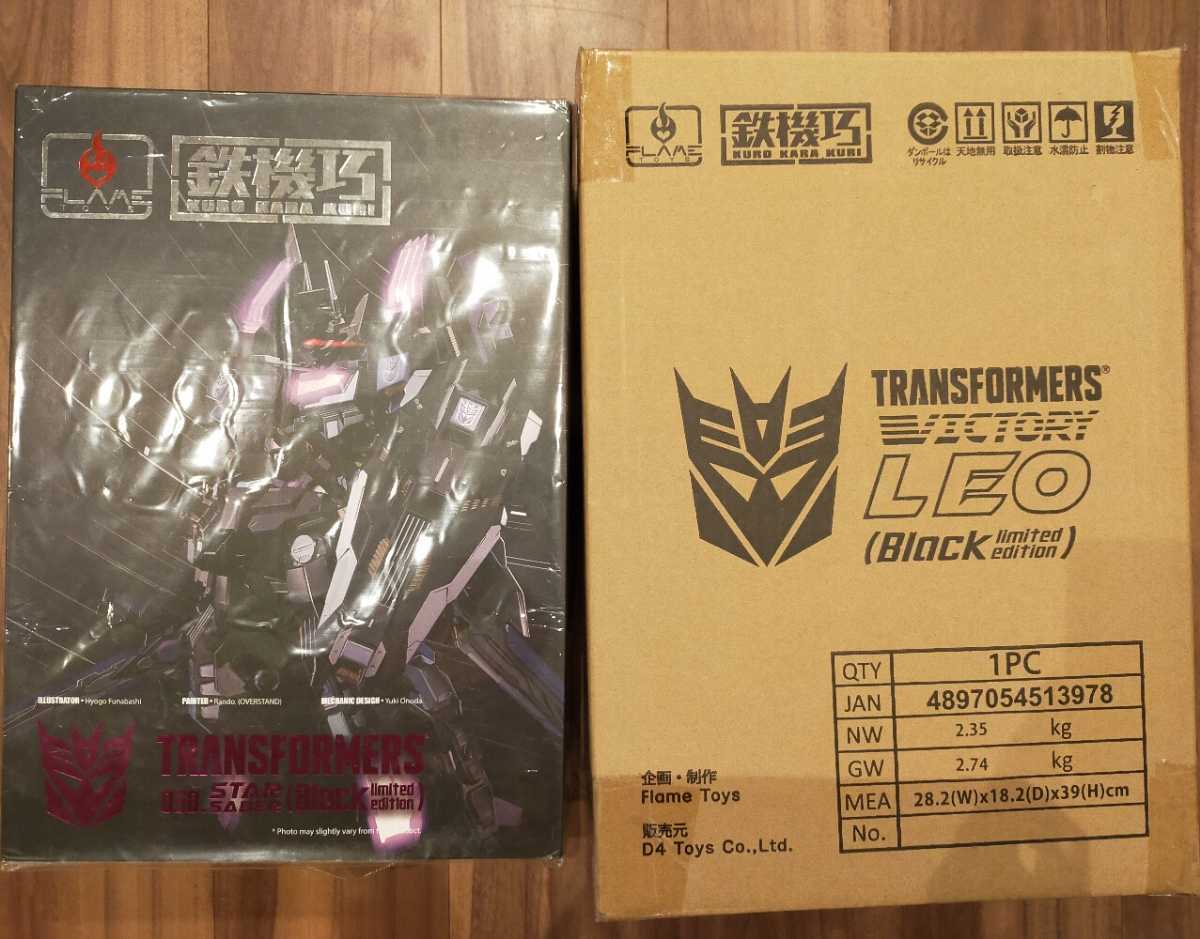 FLAME
TOYS
鉄機巧
KURO KARA KURI
ILLUSTRATOR・Hyogo Funabashi
PAINTED・Rando. (OVERSTAND)
MECHANIC DESIGN・Yuki Onoda
TRANSFORMERS
STAR SABER (Black limited edition)
* Photo may slightly vary from
FLAME
TOYS
鉄機巧
KURO KARA KURI
ダンボールは
リサイクル
天地無用
取扱注意
水濡防止
割物注意
TRANSFORMERS®
VICTORY
LEO
(Black limited edition)
QTY 1PC
JAN 4897054513978
NW 2.35 kg
GW 2.74 kg
MEA 28.2(W)x18.2(D)x39(H)cm
No.
企画・制作
Flame Toys
販売元
D4 Toys Co.,Ltd.